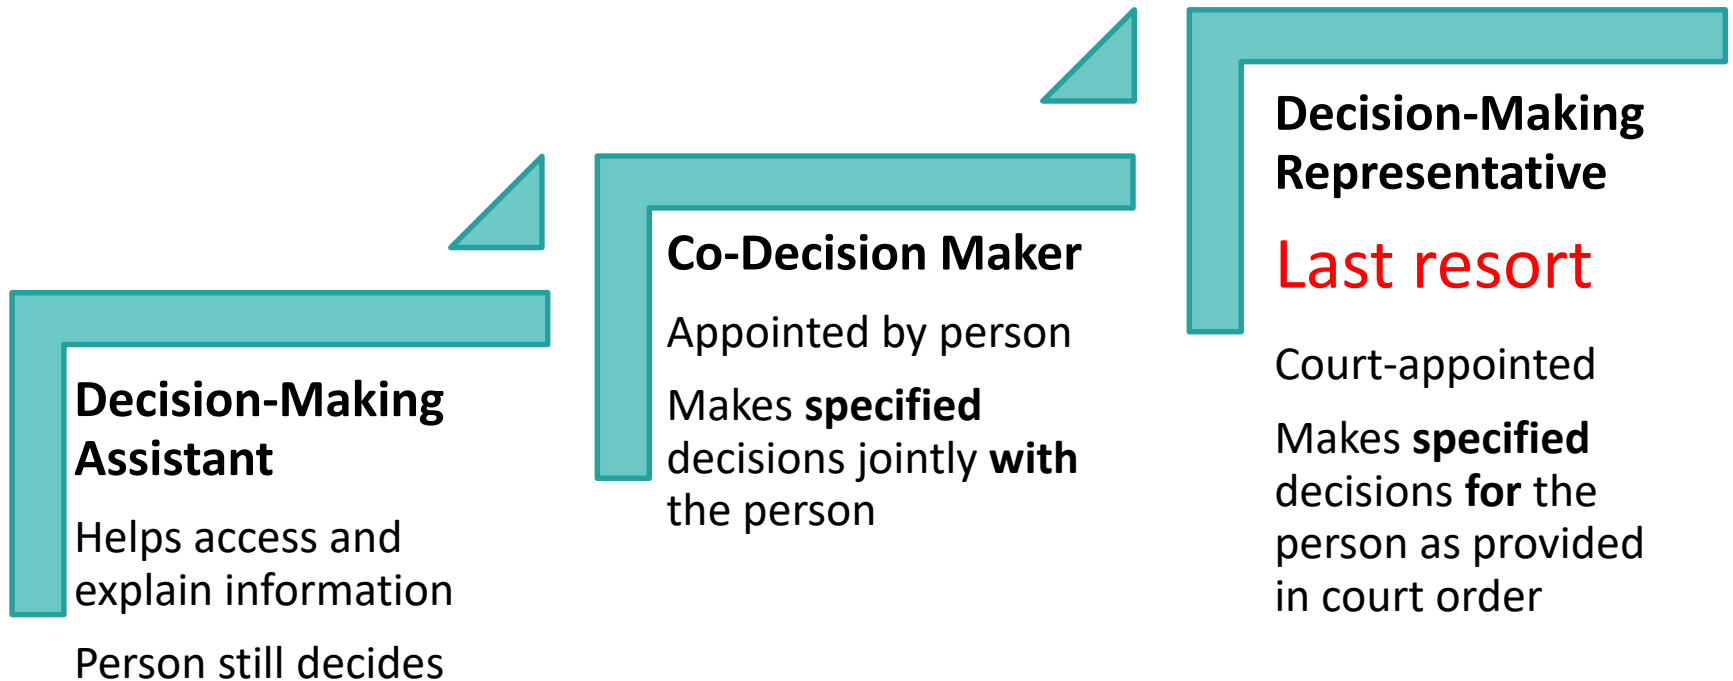 Decision-Making
Assistant
Helps access and
explain information
Person still decides
Co-Decision Maker
Appointed by person
Makes specified
decisions jointly with
the person
Decision-Making
Representative
Last resort
Court-appointed
Makes specified
decisions for the
person as provided
in court order